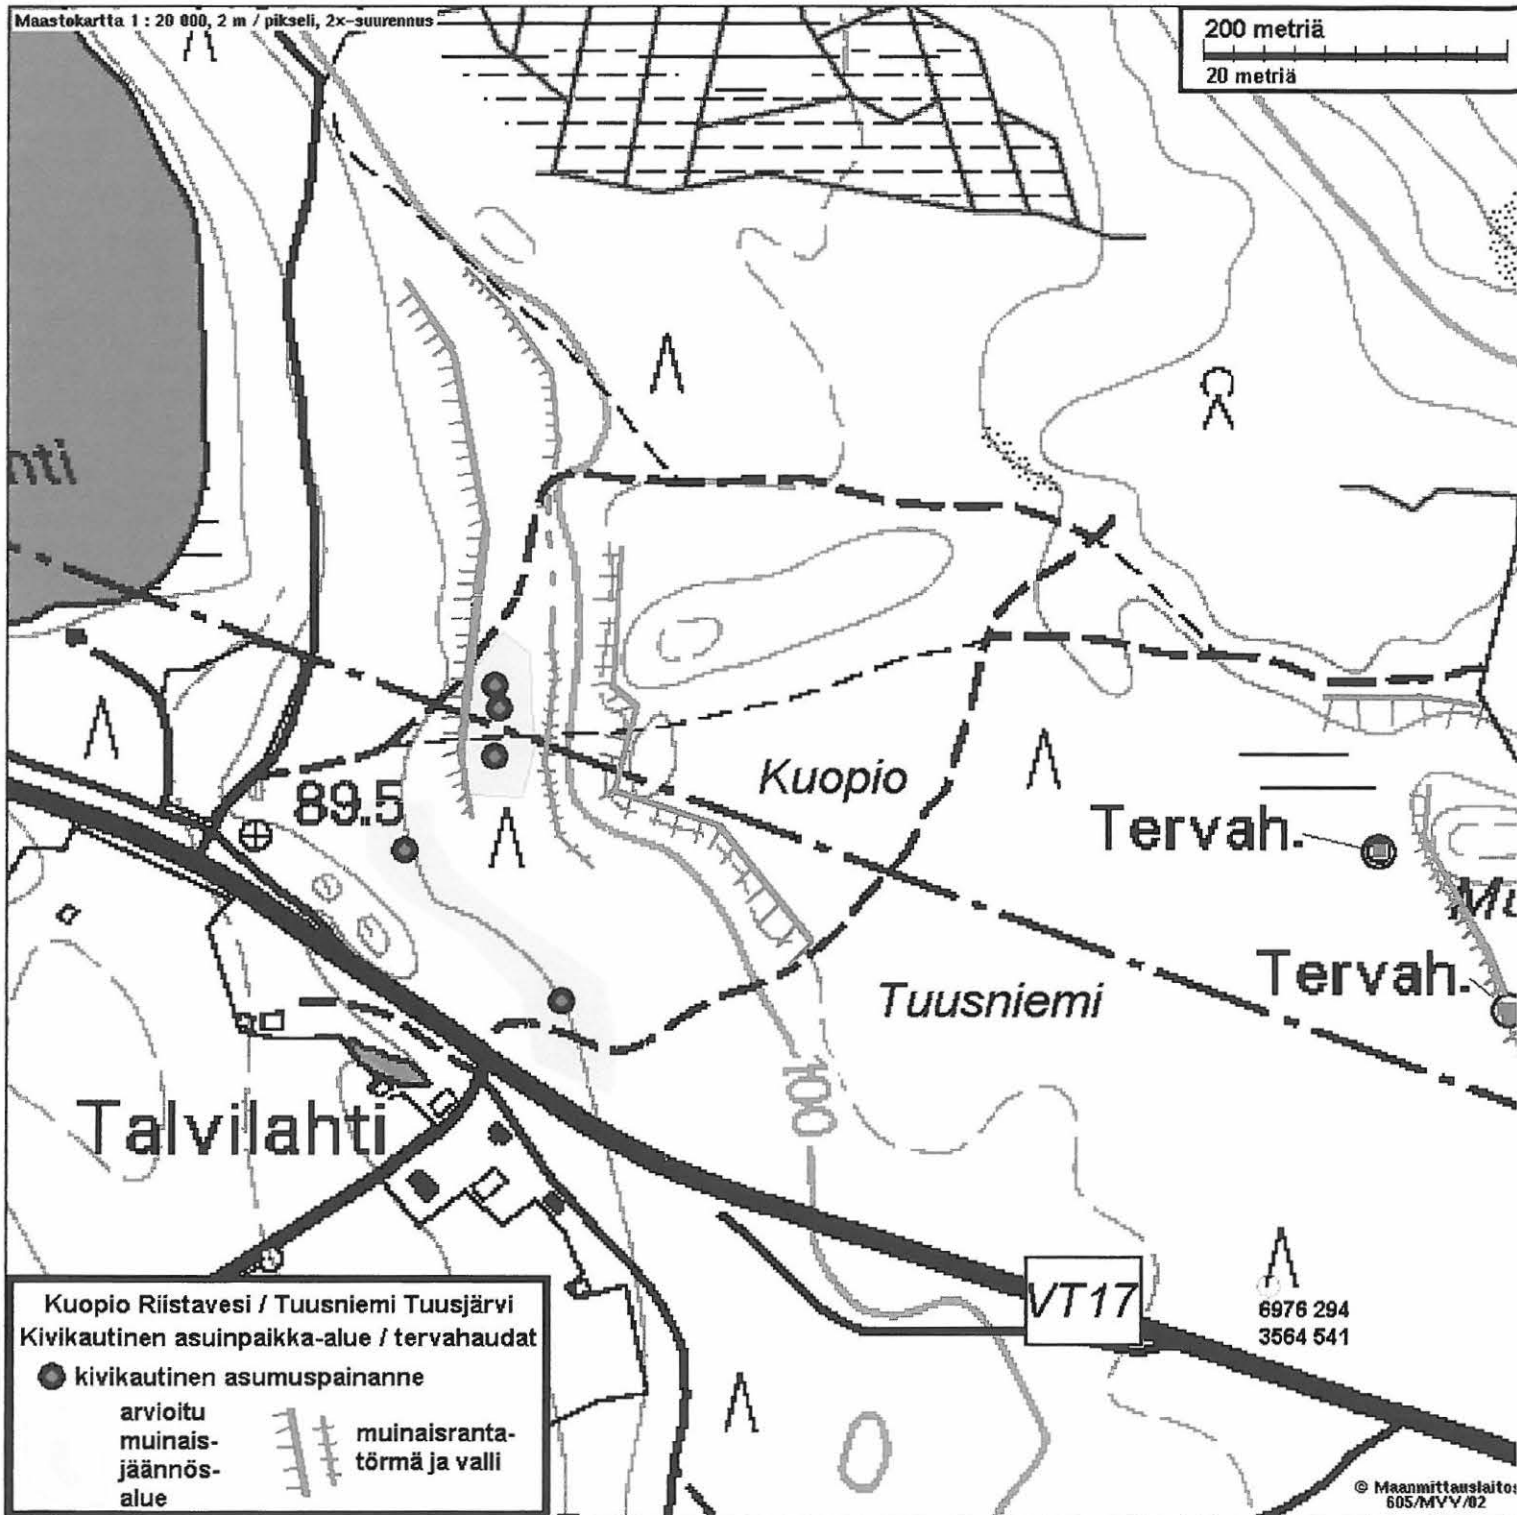 Maastokartta 1 : 20 000, 2 m / pikseli, 2×-suurennus
200 metriä
20 metriä
89.5
Kuopio
Tervah.
Tervah.
Tuusniemi
100
Talvilahti
VT17
6976 294
3564 541
Kuopio Riistavesi / Tuusniemi Tuusjärvi
Kivikautinen asuinpaikka-alue / tervahaudat
kivikautinen asumuspainanne
arvioitu
muinais-
jäännös-
alue
muinaisranta-
törmä ja valli
© Maanmittauslaitos
605/MYY/02